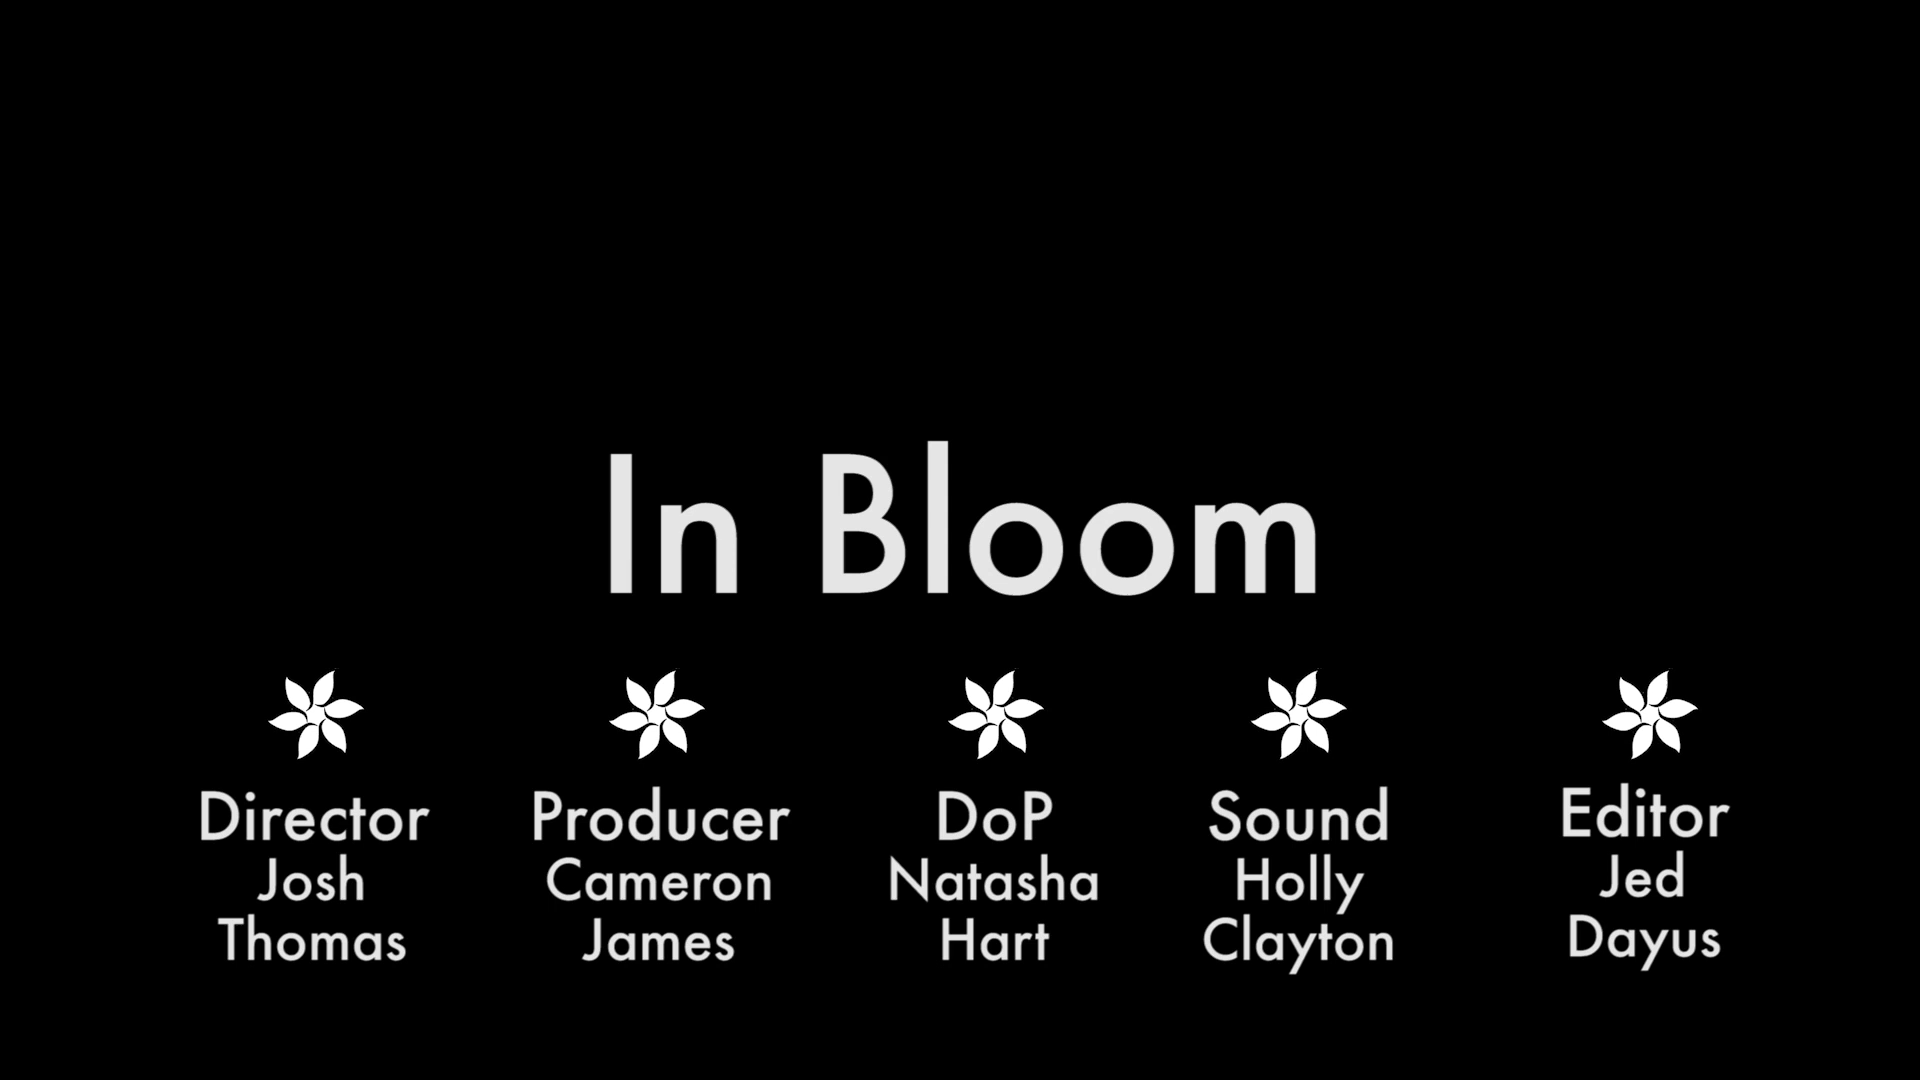 In Bloom
Director
Josh
Thomas
Producer
Cameron
James
DoP
Natasha
Hart
Sound
Holly
Clayton
Editor
Jed
Dayus